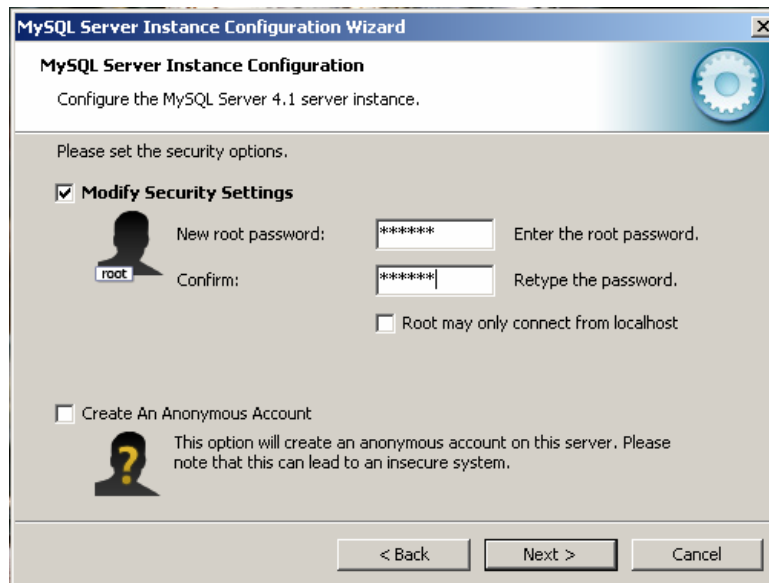 MySQL Server Instance Configuration Wizard
MySQL Server Instance Configuration
Configure the MySQL Server 4.1 server instance.
Please set the security options.
Modify Security Settings
New root password: ****** Enter the root password.
root
Confirm: ****** Retype the password.
Root may only connect from localhost
Create An Anonymous Account
This option will create an anonymous account on this server. Please
note that this can lead to an insecure system.
< Back Next > Cancel